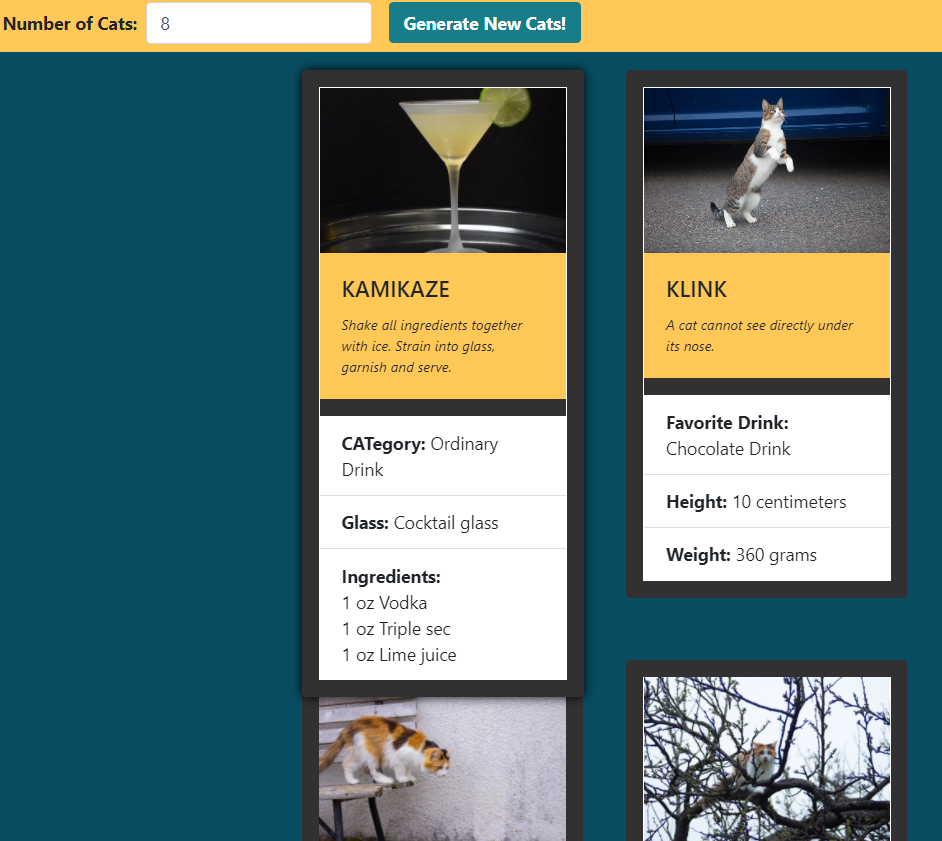 Number of Cats: 8 Generate New Cats!
KAMIKAZE
Shake all ingredients together
with ice. Strain into glass,
garnish and serve.
CATegory: Ordinary
Drink
Glass: Cocktail glass
Ingredients:
1 oz Vodka
1 oz Triple sec
1 oz Lime juice
KLINK
A cat cannot see directly under
its nose.
Favorite Drink:
Chocolate Drink
Height: 10 centimeters
Weight: 360 grams